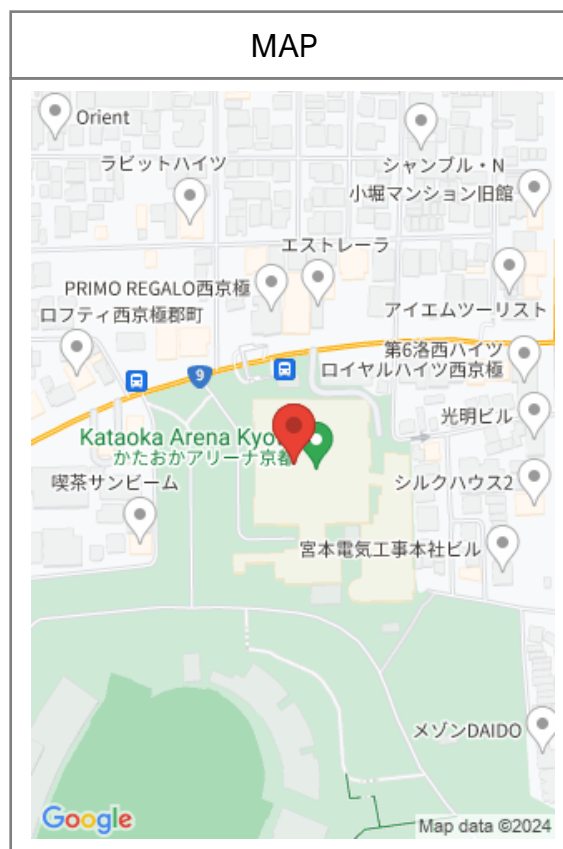 MAP
Orient
ラビットハイツ
シャンブル・N
小堀マンション旧館
エストレーラ
PRIMO REGALO西京極
アイエムツーリスト
ロフティ西京極郡町
9
第6洛西ハイツ
ロイヤルハイツ西京極
光明ビル
Kataoka Arena Kyo
かたおかアリーナ京都
喫茶サンビーム
シルクハウス2
宮本電気工事本社ビル
メゾンDAIDO
Google
Map data ©2024